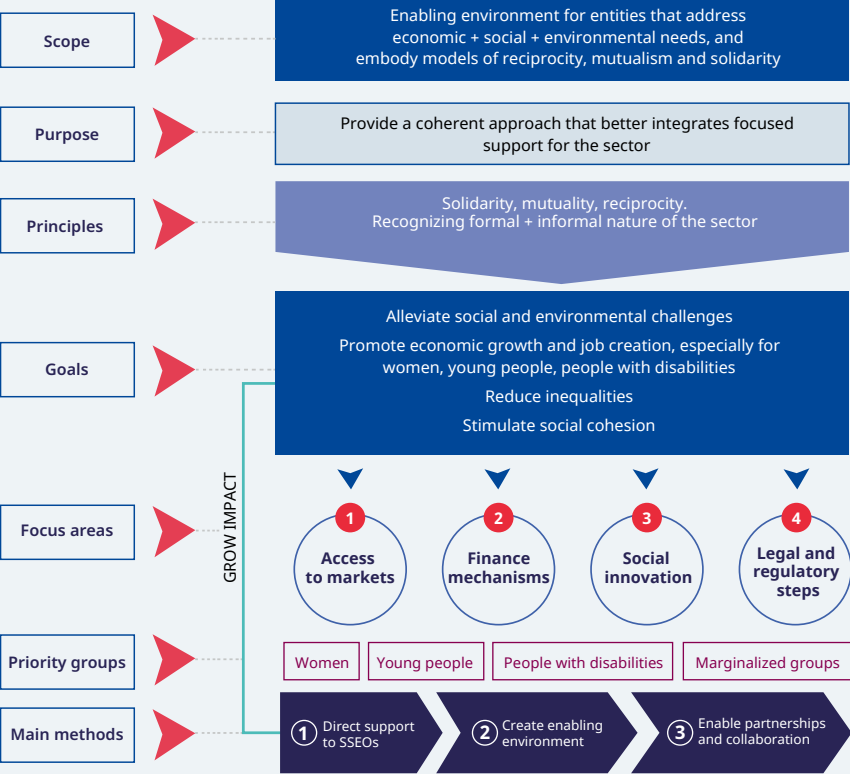 Scope
Enabling environment for entities that address
economic + social + environmental needs, and
embody models of reciprocity, mutualism and solidarity
Purpose
Provide a coherent approach that better integrates focused
support for the sector
Principles
Solidarity, mutuality, reciprocity.
Recognizing formal + informal nature of the sector
Goals
Alleviate social and environmental challenges
Promote economic growth and job creation, especially for
women, young people, people with disabilities
Reduce inequalities
Stimulate social cohesion
GROW IMPACT
Focus areas
1
Access
to markets
2
Finance
mechanisms
3
Social
innovation
4
Legal and
regulatory
steps
Priority groups
Women
Young people
People with disabilities
Marginalized groups
Main methods
1
Direct support
to SSEOs
2
Create enabling
environment
3
Enable partnerships
and collaboration